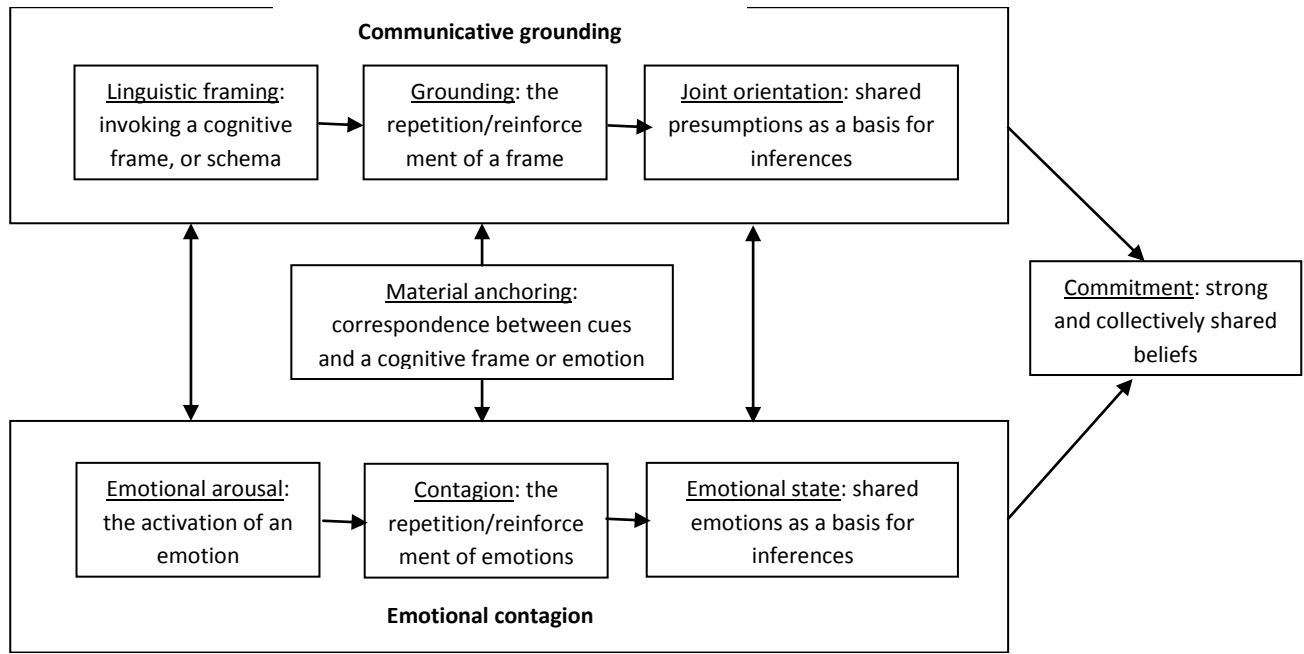 Communicative grounding
Linguistic framing:
invoking a cognitive
frame, or schema
Grounding: the
repetition/reinforce
ment of a frame
Joint orientation: shared
presumptions as a basis for
inferences
Material anchoring:
correspondence between cues
and a cognitive frame or emotion
Commitment: strong
and collectively shared
beliefs
Emotional arousal:
the activation of an
emotion
Contagion: the
repetition/reinforce
ment of emotions
Emotional state: shared
emotions as a basis for
inferences
Emotional contagion